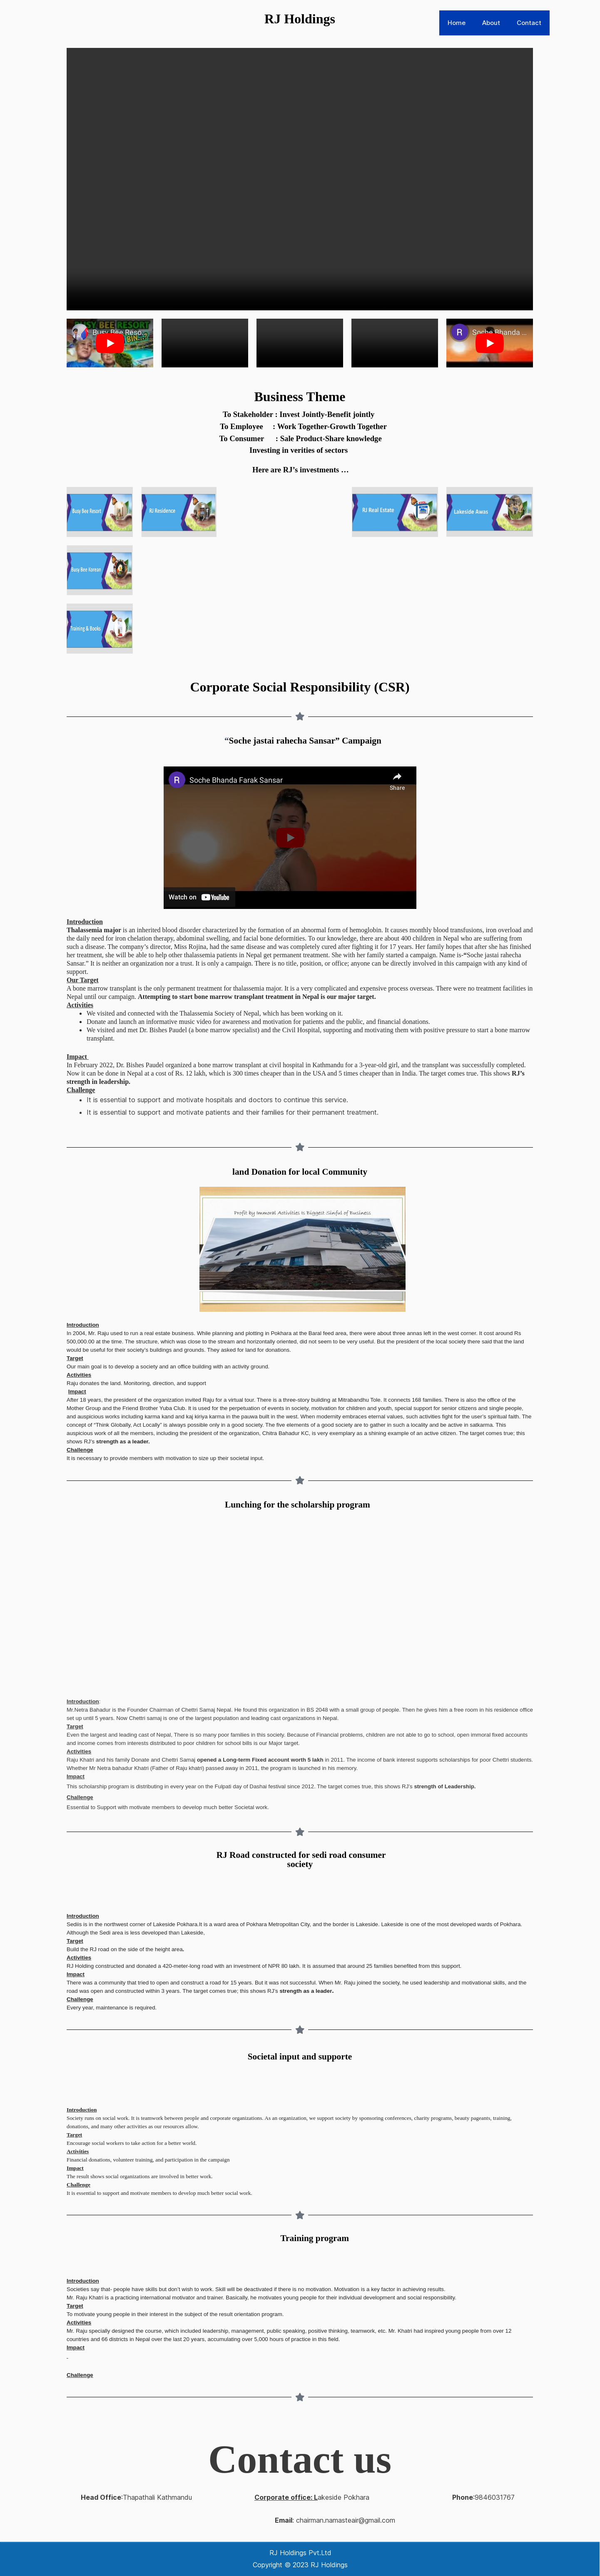 RJ Holdings
Home About Contact
Busy Bee Reso...
R Soche Bhanda ...
Business Theme
To Stakeholder : Invest Jointly-Benefit jointly
To Employee : Work Together-Growth Together
To Consumer : Sale Product-Share knowledge
Investing in verities of sectors
Here are RJ's investments …
Busy Bee Resort
RJ Residence
RJ Real Estate
Lakeside Awas
Busy Bee Korean
Training & Books
Corporate Social Responsibility (CSR)
“Soche jastai rahecha Sansar” Campaign
R Soche Bhanda Farak Sansar
Share
Watch on YouTube
Introduction
Thalassemia major is an inherited blood disorder characterized by the formation of an abnormal form of hemoglobin. It causes monthly blood transfusions, iron overload and
the daily need for iron chelation therapy, abdominal swelling, and facial bone deformities. To our knowledge, there are about 400 children in Nepal who are suffering from
such a disease. The company’s director, Miss Rojina, had the same disease and was completely cured after fighting it for 17 years. Her family hopes that after she has finished
her treatment, she will be able to help other thalassemia patients in Nepal get permanent treatment. She with her family started a campaign. Name is-“Soche jastai rahecha
Sansar.” It is neither an organization nor a trust. It is only a campaign. There is no title, position, or office; anyone can be directly involved in this campaign with any kind of
support.
Our Target
A bone marrow transplant is the only permanent treatment for thalassemia major. It is a very complicated and expensive process overseas. There were no treatment facilities in
Nepal until our campaign. Attempting to start bone marrow transplant treatment in Nepal is our major target.
Activities
• We visited and connected with the Thalassemia Society of Nepal, which has been working on it.
• Donate and launch an informative music video for awareness and motivation for patients and the public, and financial donations.
• We visited and met Dr. Bishes Paudel (a bone marrow specialist) and the Civil Hospital, supporting and motivating them with positive pressure to start a bone marrow
transplant.
Impact
In February 2022, Dr. Bishes Paudel organized a bone marrow transplant at civil hospital in Kathmandu for a 3-year-old girl, and the transplant was successfully completed.
Now it can be done in Nepal at a cost of Rs. 12 lakh, which is 300 times cheaper than in the USA and 5 times cheaper than in India. The target comes true. This shows RJ’s
strength in leadership.
Challenge
• It is essential to support and motivate hospitals and doctors to continue this service.
• It is essential to support and motivate patients and their families for their permanent treatment.
land Donation for local Community
Profit By Immoral Activities Is Biggest Sinful of Business
Introduction
In 2004, Mr. Raju used to run a real estate business. While planning and plotting in Pokhara at the Baral feed area, there were about three annas left in the west corner. It cost around Rs
500,000.00 at the time. The structure, which was close to the stream and horizontally oriented, did not seem to be very useful. But the president of the local society there said that the land
would be useful for their society's buildings and grounds. They asked for land for donations.
Target
Our main goal is to develop a society and an office building with an activity ground.
Activities
Raju donates the land. Monitoring, direction, and support
Impact
After 18 years, the president of the organization invited Raju for a virtual tour. There is a three-story building at Mitrabandhu Tole. It connects 168 families. There is also the office of the
Mother Group and the Friend Brother Yuba Club. It is used for the perpetuation of events in society, motivation for children and youth, special support for senior citizens and single people,
and auspicious works including karma kand and kaj kiriya karma in the paowa built in the west. When modernity embraces eternal values, such activities fight for the user's spiritual faith. The
concept of "Think Globally, Act Locally" is always possible only in a good society. The five elements of a good society are to gather in such a locality and be active in satkarma. This
auspicious work of all the members, including the president of the organization, Chitra Bahadur KC, is very exemplary as a shining example of an active citizen. The target comes true; this
shows RJ's strength as a leader.
Challenge
It is necessary to provide members with motivation to size up their societal input.
Lunching for the scholarship program
Introduction:
Mr.Netra Bahadur is the Founder Chairman of Chettri Samaj Nepal. He found this organization in BS 2048 with a small group of people. Then he gives him a free room in his residence office
set up until 5 years. Now Chettri samaj is one of the largest population and leading cast organizations in Nepal.
Target
Even the largest and leading cast of Nepal, There is so many poor families in this society. Because of Financial problems, children are not able to go to school, open immoral fixed accounts
and income comes from interests distributed to poor children for school bills is our Major target.
Activities
Raju Khatri and his family Donate and Chettri Samaj opened a Long-term Fixed account worth 5 lakh in 2011. The income of bank interest supports scholarships for poor Chettri students.
Whether Mr Netra bahadur Khatri (Father of Raju khatri) passed away in 2011, the program is launched in his memory.
Impact
This scholarship program is distributing in every year on the Fulpati day of Dashai festival since 2012. The target comes true, this shows RJ's strength of Leadership.
Challenge
Essential to Support with motivate members to develop much better Societal work.
RJ Road constructed for sedi road consumer
society
Introduction
Sediis is in the northwest corner of Lakeside Pokhara.It is a ward area of Pokhara Metropolitan City, and the border is Lakeside. Lakeside is one of the most developed wards of Pokhara.
Although the Sedi area is less developed than Lakeside,
Target
Build the RJ road on the side of the height area.
Activities
RJ Holding constructed and donated a 420-meter-long road with an investment of NPR 80 lakh. It is assumed that around 25 families benefited from this support.
Impact
There was a community that tried to open and construct a road for 15 years. But it was not successful. When Mr. Raju joined the society, he used leadership and motivational skills, and the
road was open and constructed within 3 years. The target comes true; this shows RJ's strength as a leader.
Challenge
Every year, maintenance is required.
Societal input and supporte
Introduction
Society runs on social work. It is teamwork between people and corporate organizations. As an organization, we support society by sponsoring conferences, charity programs, beauty pageants, training,
donations, and many other activities as our resources allow.
Target
Encourage social workers to take action for a better world.
Activities
Financial donations, volunteer training, and participation in the campaign
Impact
The result shows social organizations are involved in better work.
Challenge
It is essential to support and motivate members to develop much better social work.
Training program
Introduction
Societies say that- people have skills but don't wish to work. Skill will be deactivated if there is no motivation. Motivation is a key factor in achieving results.
Mr. Raju Khatri is a practicing international motivator and trainer. Basically, he motivates young people for their individual development and social responsibility.
Target
To motivate young people in their interest in the subject of the result orientation program.
Activities
Mr. Raju specially designed the course, which included leadership, management, public speaking, positive thinking, teamwork, etc. Mr. Khatri had inspired young people from over 12
countries and 66 districts in Nepal over the last 20 years, accumulating over 5,000 hours of practice in this field.
Impact
-
Challenge
Contact us
Head Office:Thapathali Kathmandu Corporate office: Lakeside Pokhara Phone:9846031767
Email: chairman.namasteair@gmail.com
RJ Holdings Pvt.Ltd
Copyright © 2023 RJ Holdings